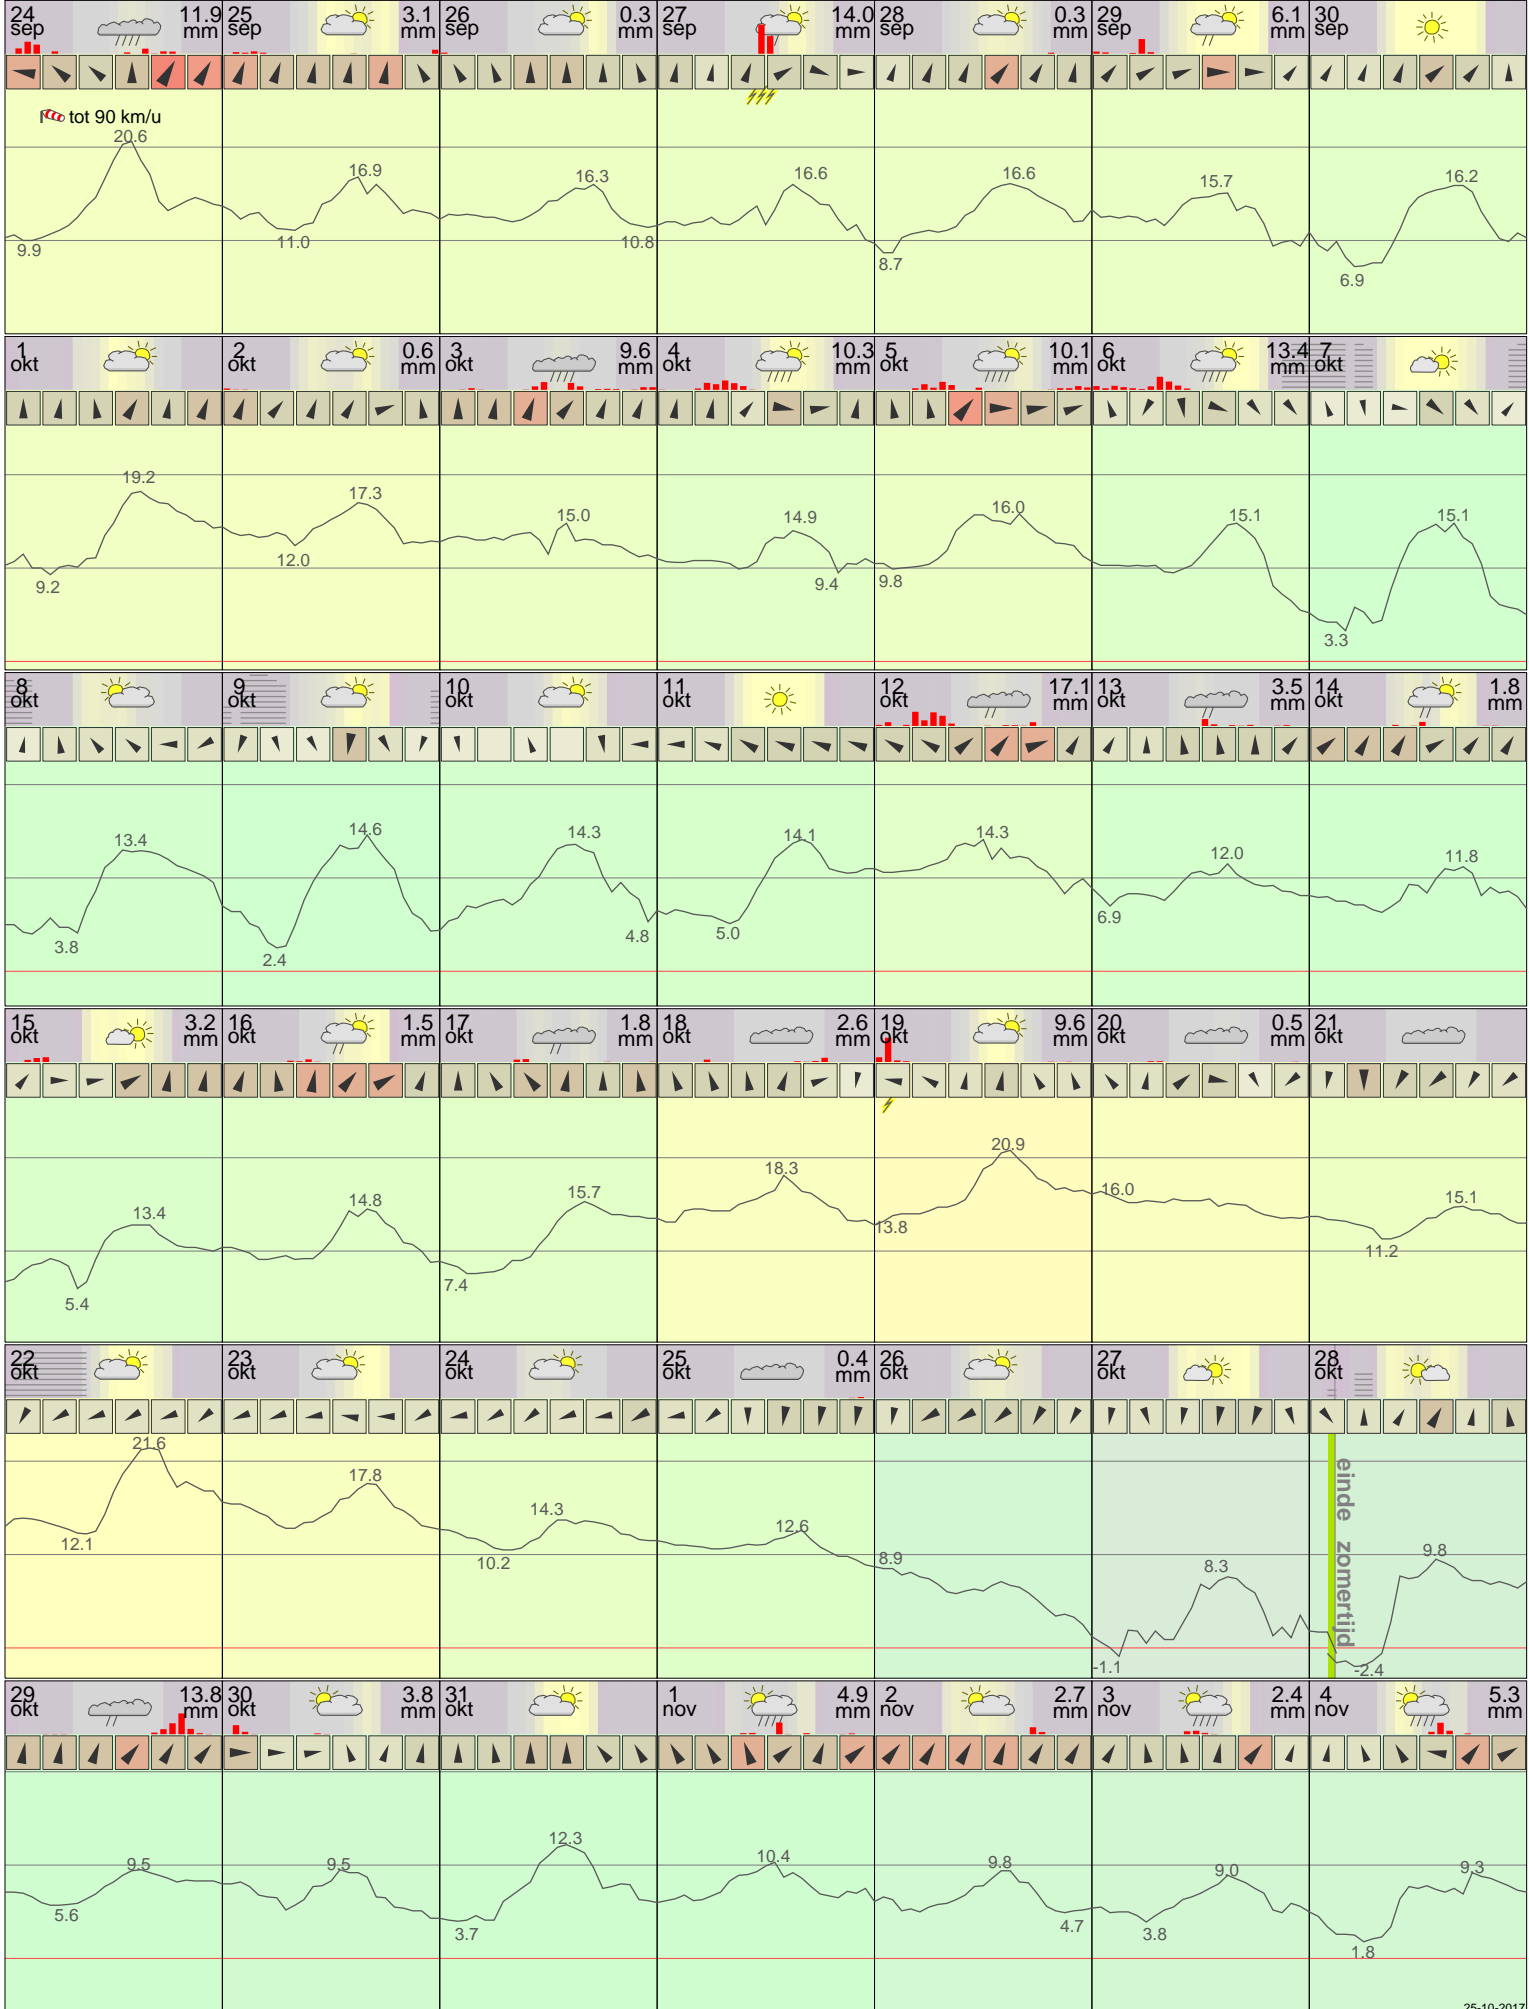 24 sep 11.9 mm
25 sep 3.1 mm
26 sep 0.3 mm
27 sep 14.0 mm
28 sep 0.3 mm
29 sep 6.1 mm
30 sep
tot 90 km/u
20.6
9.9
16.9
11.0
16.3
10.8
16.6
16.6
8.7
15.7
16.2
6.9
1 okt
2 okt 0.6 mm
3 okt 9.6 mm
4 okt 10.3 mm
5 okt 10.1 mm
6 okt 13.4
7 okt
19.2
9.2
17.3
12.0
15.0
14.9
9.4
16.0
9.8
15.1
15.1
3.3
8 okt
9 okt
10 okt
11 okt
12 okt 17.1 mm
13 okt 3.5 mm
14 okt 1.8 mm
13.4
3.8
14.6
2.4
14.3
4.8
14.1
5.0
14.3
12.0
6.9
11.8
15 okt 3.2 mm
16 okt 1.5 mm
17 okt 1.8 mm
18 okt 2.6 mm
19 okt 9.6 mm
20 okt 0.5 mm
21 okt
13.4
5.4
14.8
15.7
7.4
18.3
20.9
13.8
16.0
15.1
11.2
22 okt
23 okt
24 okt
25 okt 0.4 mm
26 okt
27 okt
28 okt
21.6
12.1
17.8
14.3
10.2
12.6
8.9
8.3
-1.1
einde zomertijd
9.8
-2.4
29 okt 13.8 mm
30 okt 3.8 mm
31 okt
1 nov 4.9 mm
2 nov 2.7 mm
3 nov 2.4 mm
4 nov 5.3 mm
9.5
5.6
9.5
12.3
3.7
10.4
9.8
4.7
9.0
3.8
9.3
1.8
25-10-2017